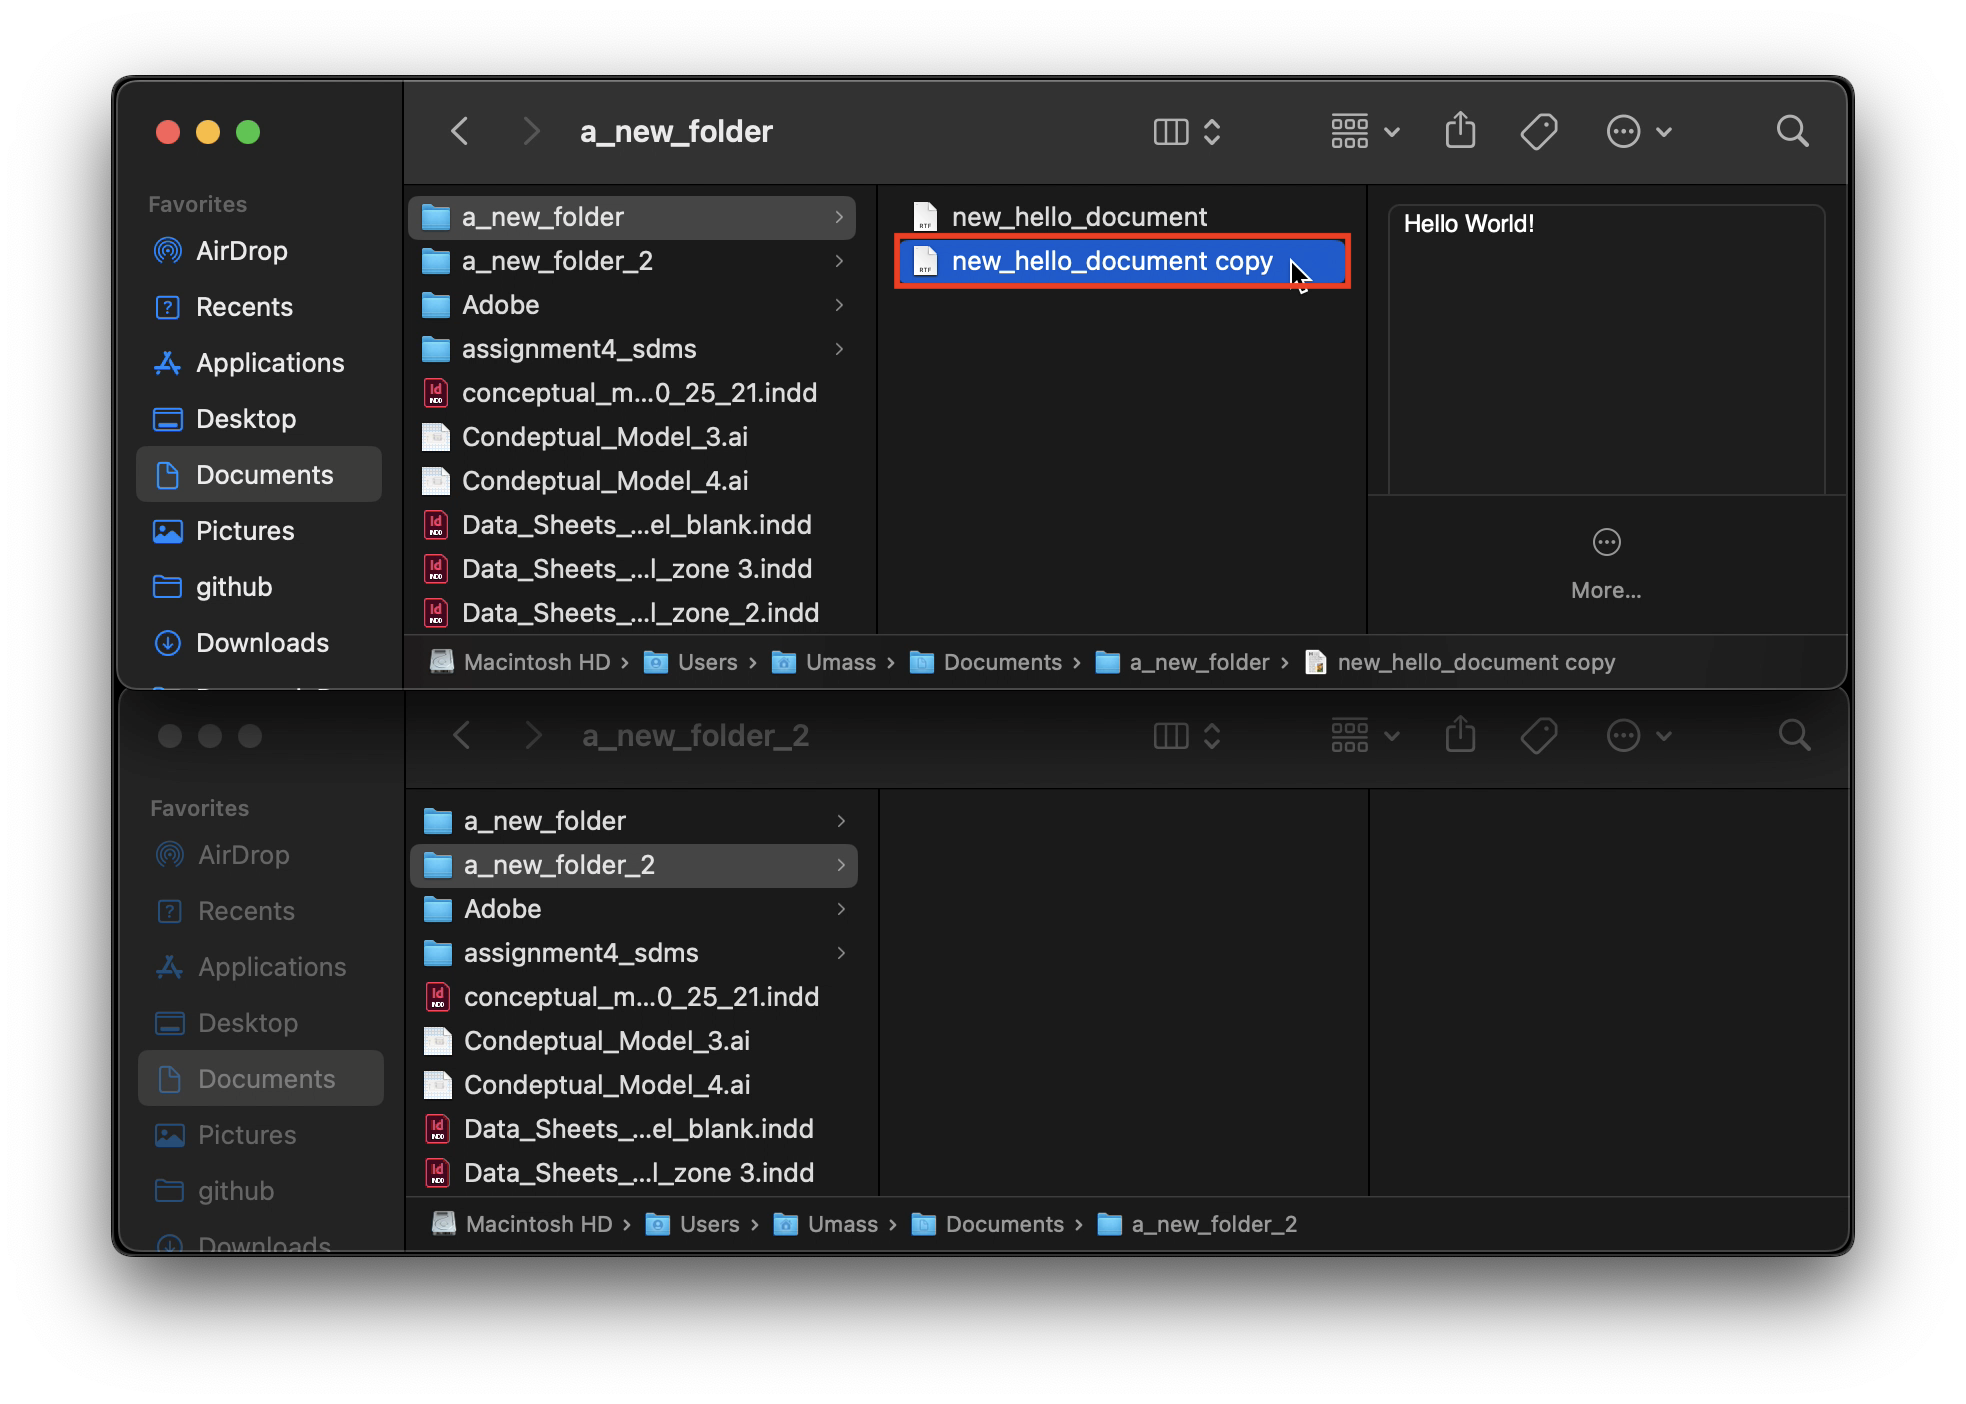 a_new_folder
Favorites
AirDrop
Recents
Applications
Desktop
Documents
Pictures
github
Downloads
a_new_folder
a_new_folder_2
Adobe
assignment4_sdms
conceptual_m...0_25_21.indd
Condeptual_Model_3.ai
Condeptual_Model_4.ai
Data_Sheets_...el_blank.indd
Data_Sheets_...l_zone 3.indd
Data_Sheets_...l_zone_2.indd
new_hello_document
new_hello_document copy
Hello World!
More...
Macintosh HD › Users › Umass › Documents › a_new_folder › new_hello_document copy
a_new_folder_2
Favorites
AirDrop
Recents
Applications
Desktop
Documents
Pictures
github
Downloads
a_new_folder
a_new_folder_2
Adobe
assignment4_sdms
conceptual_m...0_25_21.indd
Condeptual_Model_3.ai
Condeptual_Model_4.ai
Data_Sheets_...el_blank.indd
Data_Sheets_...l_zone 3.indd
Macintosh HD › Users › Umass › Documents › a_new_folder_2